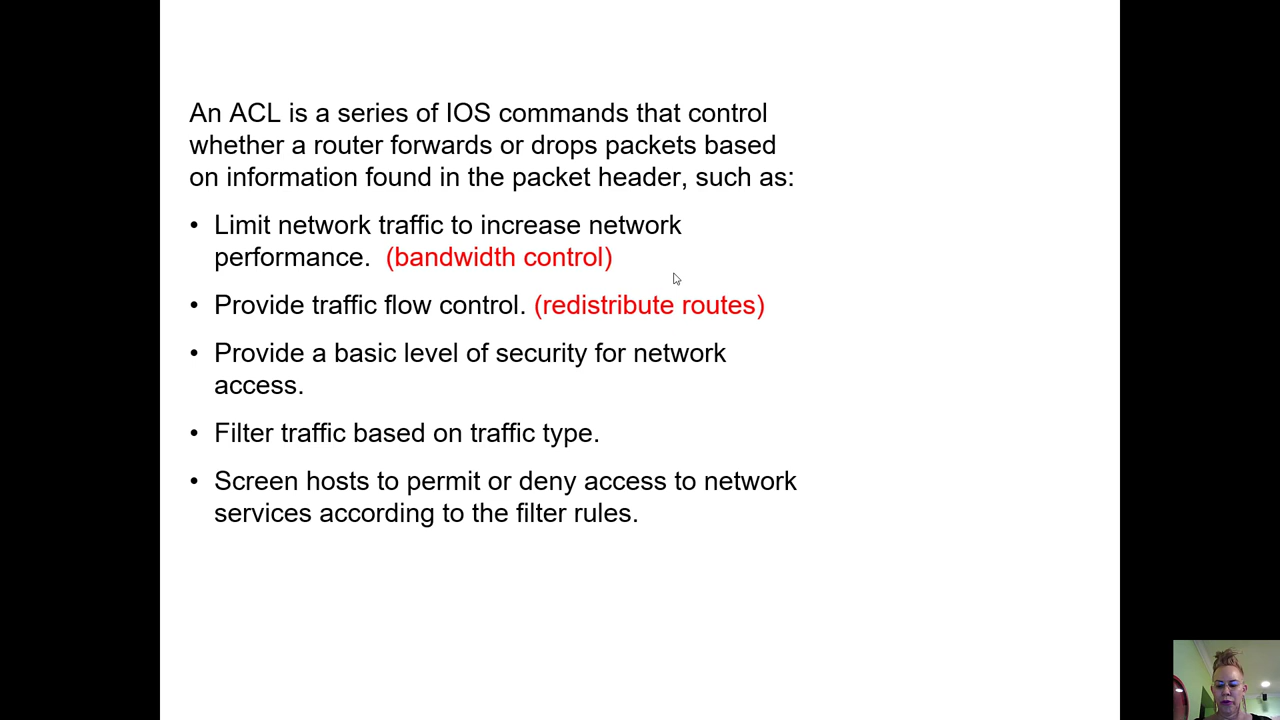 An ACL is a series of IOS commands that control
whether a router forwards or drops packets based
on information found in the packet header, such as:
• Limit network traffic to increase network
performance. (bandwidth control)
• Provide traffic flow control. (redistribute routes)
• Provide a basic level of security for network
access.
• Filter traffic based on traffic type.
• Screen hosts to permit or deny access to network
services according to the filter rules.